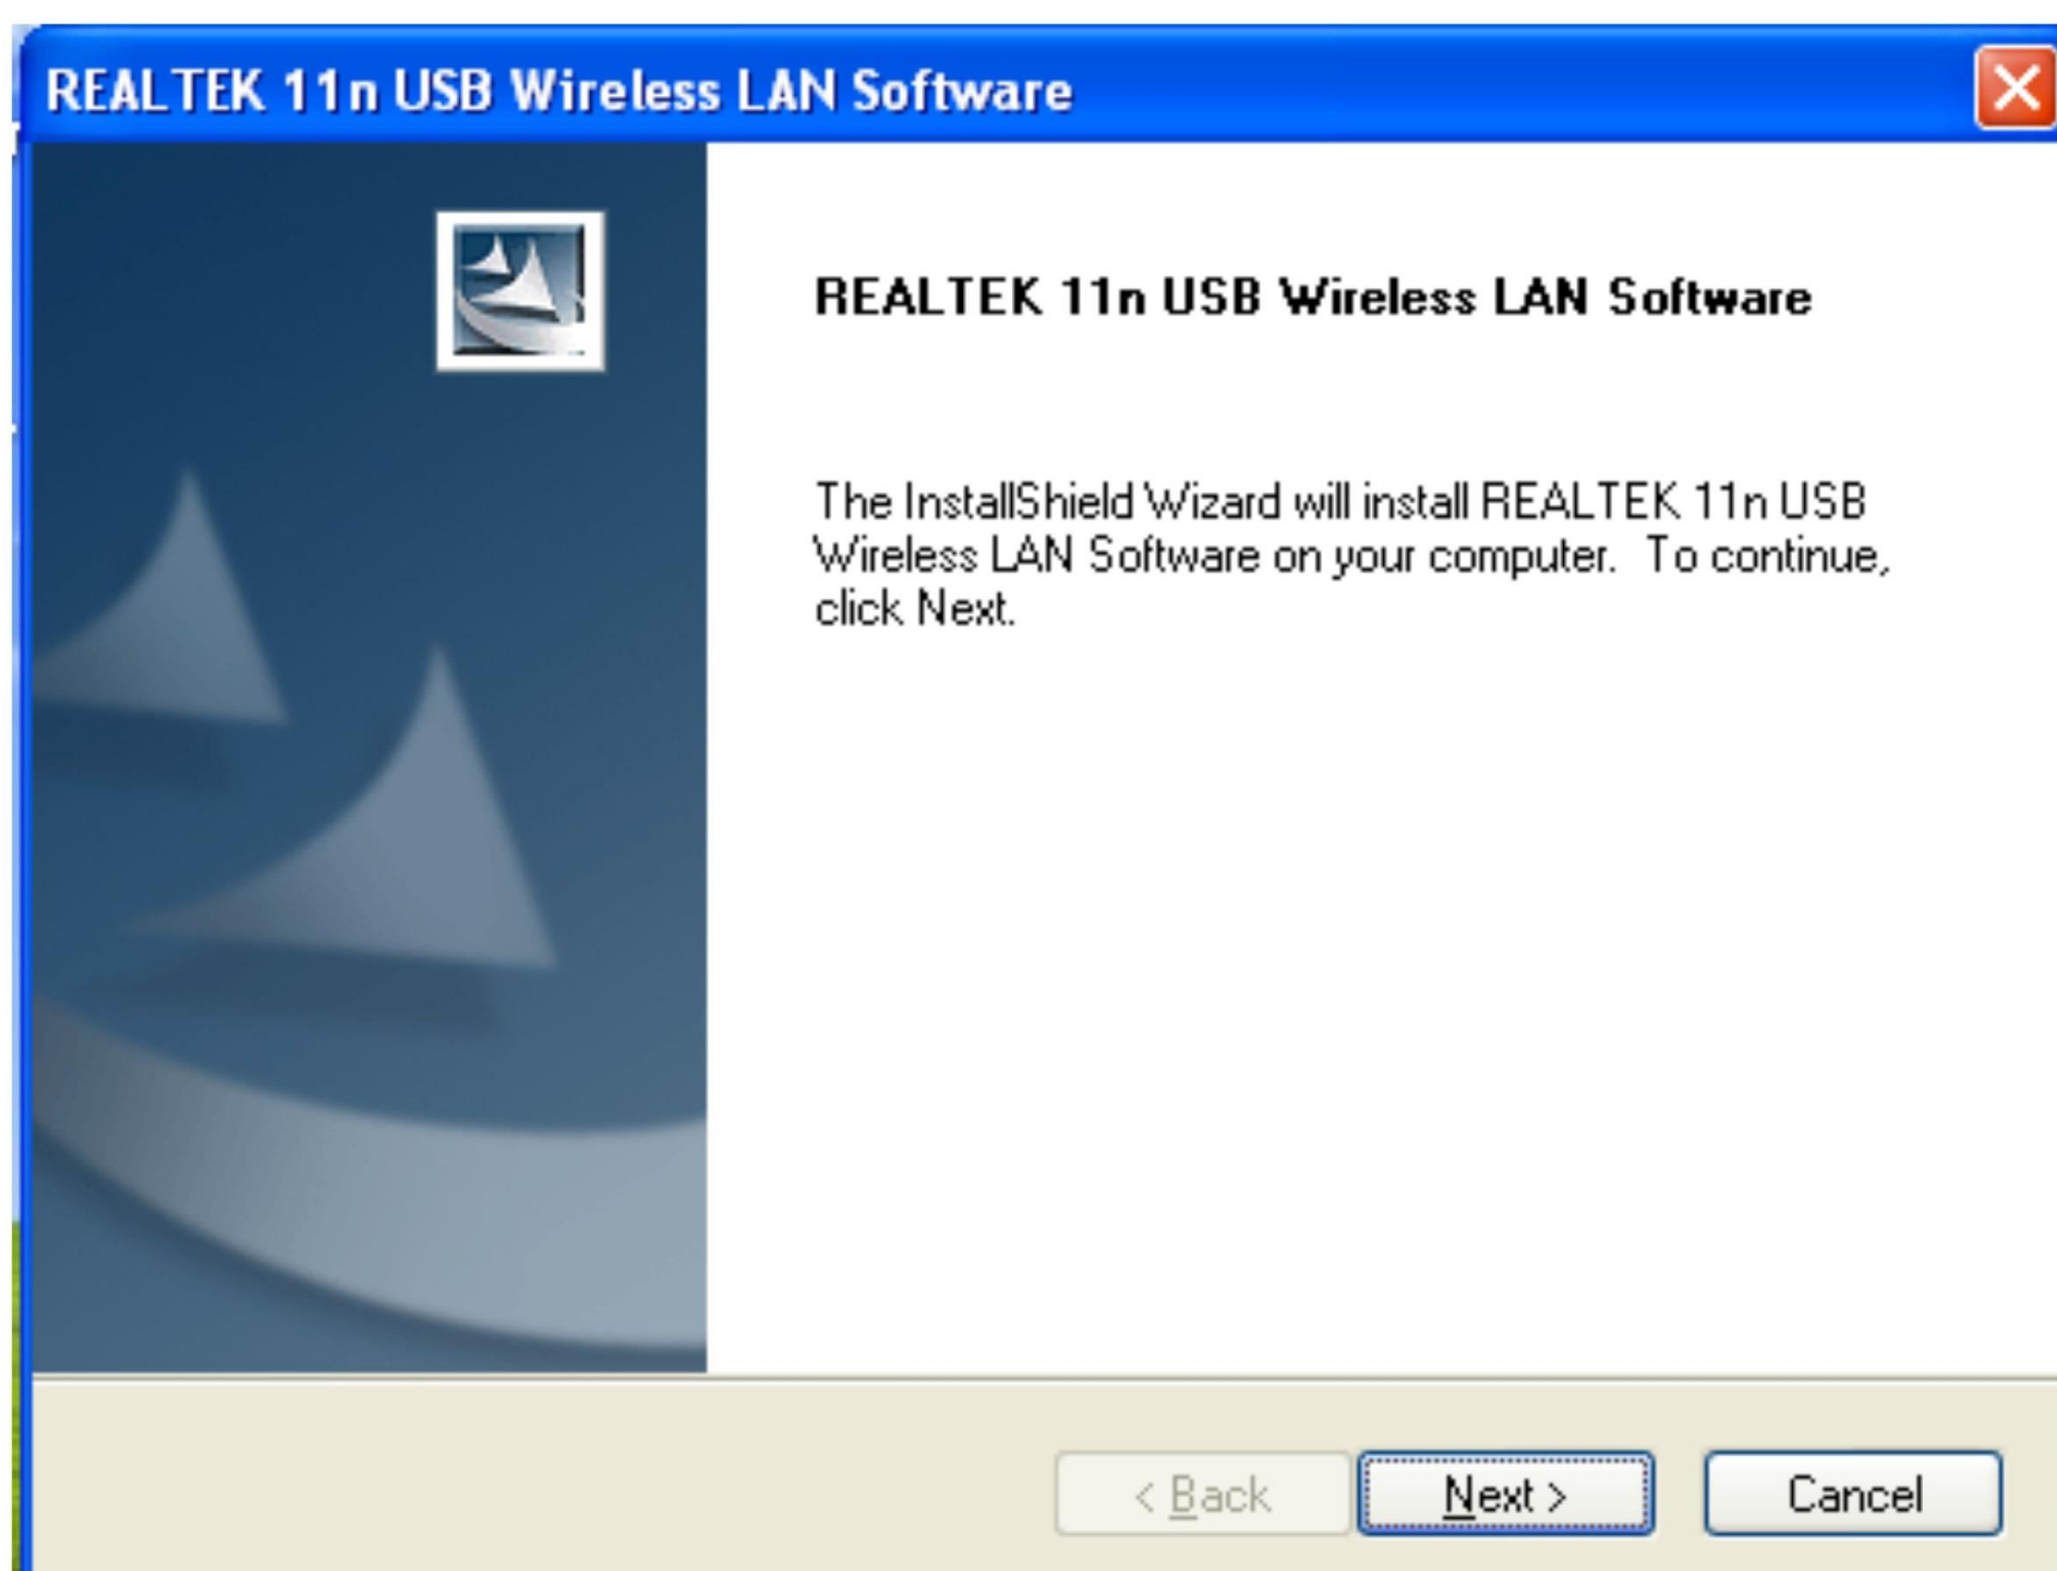 REALTEK 11n USB Wireless LAN Software
REALTEK 11n USB Wireless LAN Software
The InstallShield Wizard will install REALTEK 11n USB
Wireless LAN Software on your computer.  To continue,
click Next.
< Back
Next >
Cancel